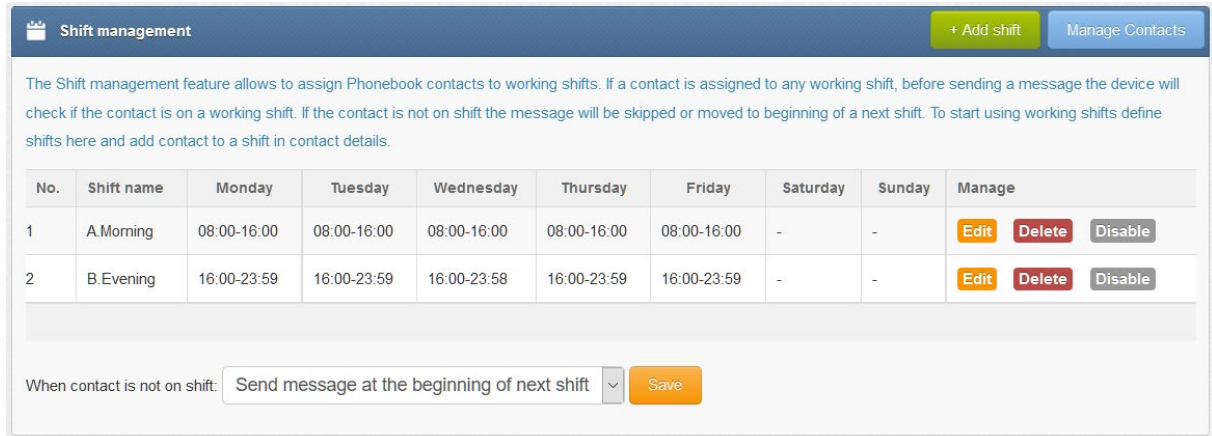 Shift management + Add shift Manage Contacts
The Shift management feature allows to assign Phonebook contacts to working shifts. If a contact is assigned to any working shift, before sending a message the device will
check if the contact is on a working shift. If the contact is not on shift the message will be skipped or moved to beginning of a next shift. To start using working shifts define
shifts here and add contact to a shift in contact details.
No. Shift name Monday Tuesday Wednesday Thursday Friday Saturday Sunday Manage
1 A.Morning 08:00-16:00 08:00-16:00 08:00-16:00 08:00-16:00 08:00-16:00 - - Edit Delete Disable
2 B.Evening 16:00-23:59 16:00-23:59 16:00-23:58 16:00-23:59 16:00-23:59 - - Edit Delete Disable
When contact is not on shift: Send message at the beginning of next shift Save